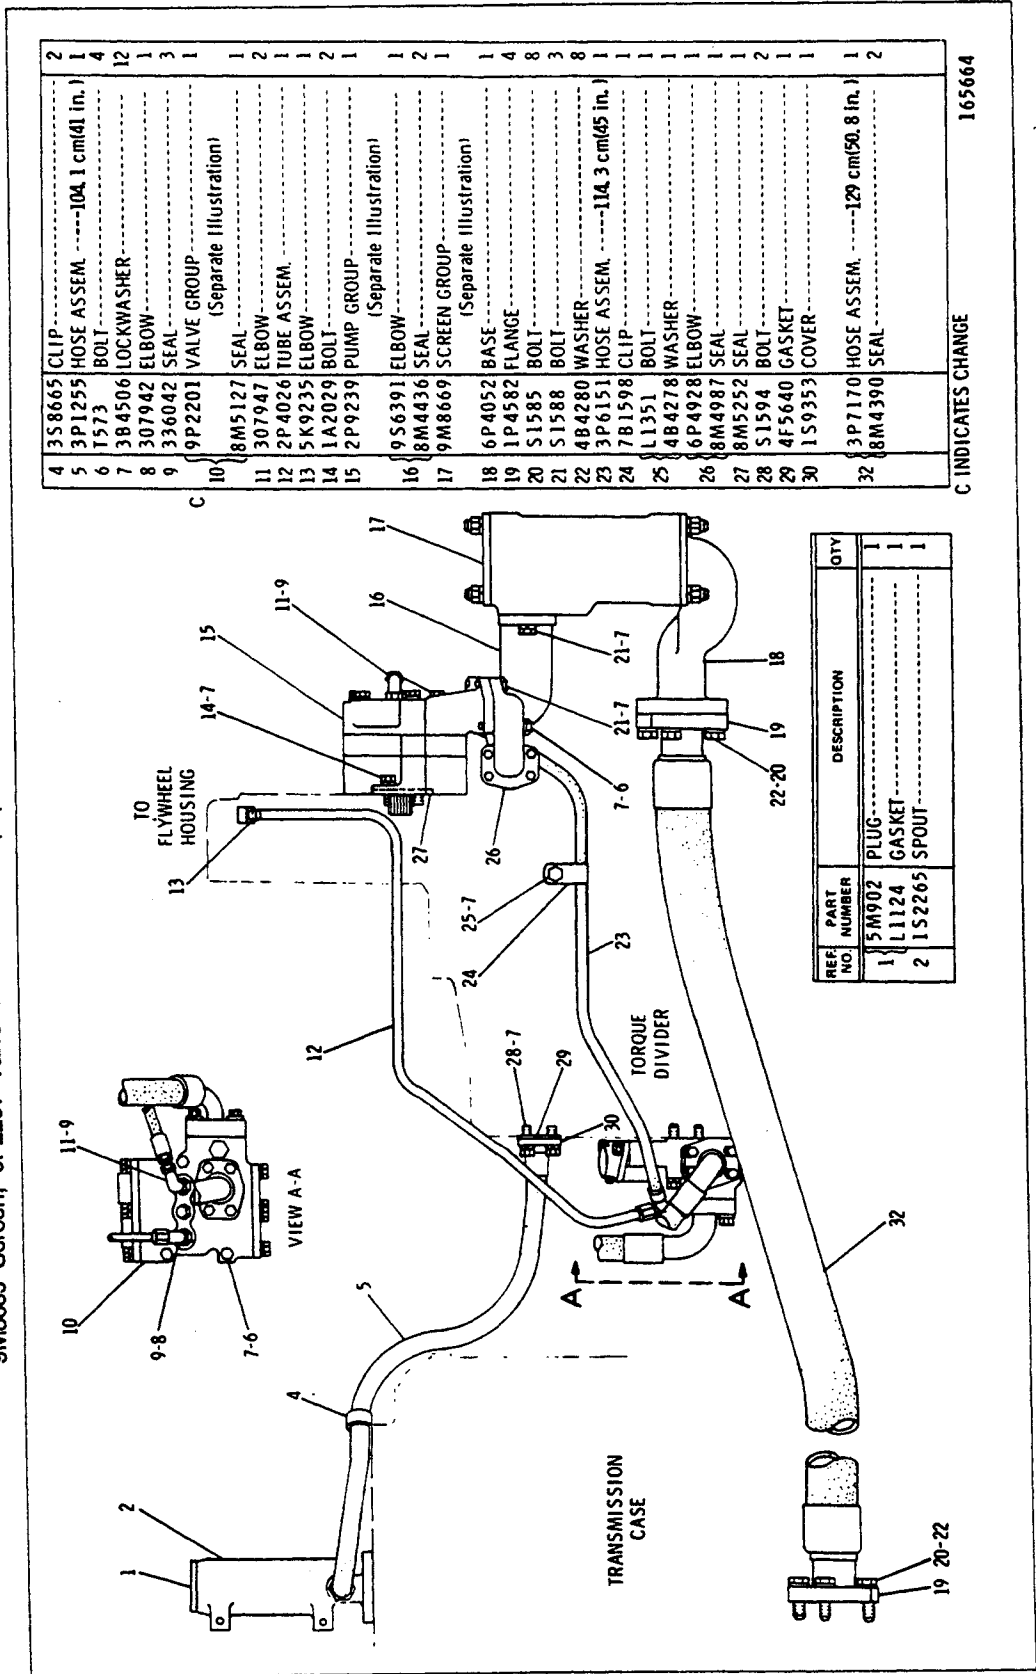 4 3S8665 CLIP 2
5 3P1255 HOSE ASSEM. ----104.1 cm(41 in.) 1
6 1T573 BOLT 4
7 3B4506 LOCKWASHER 12
8 307942 ELBOW 1
9 336042 SEAL 3
C 10 9P2201 VALVE GROUP 1
(Separate Illustration)
8M5127 SEAL 1
11 307947 ELBOW 2
12 2P4026 TUBE ASSEM. 1
13 5K9235 ELBOW 1
14 1A2029 BOLT 2
15 2P9239 PUMP GROUP 1
(Separate Illustration)
16 9S6391 ELBOW 1
8M4436 SEAL 2
17 9M8669 SCREEN GROUP 1
(Separate Illustration)
18 6P4052 BASE 1
19 1P4582 FLANGE 4
20 S1585 BOLT 8
21 S1588 BOLT 3
22 4B4280 WASHER 8
23 3P6151 HOSE ASSEM. ---114.3 cm(45 in.) 1
24 7B1598 CLIP 1
25 L1351 BOLT 1
4B4278 WASHER 1
26 6P4928 ELBOW 1
8M4987 SEAL 1
27 8M5252 SEAL 1
28 S1594 BOLT 2
29 4F5640 GASKET 1
30 1S9353 COVER 1
32 3P7170 HOSE ASSEM. ----129 cm(50.8 in.) 1
8M4390 SEAL 2
C INDICATES CHANGE
165664
REF. NO. PART NUMBER DESCRIPTION QTY
1 5M902 PLUG 1
L1124 GASKET 1
2 1S2265 SPOUT 1
TO
FLYWHEEL
HOUSING
13
14-7
15
11-9
16
17
21-7
21-7
7-6
26
27
18
19
22-20
25-7
24
23
12
TORQUE
DIVIDER
28-7
29
30
11-9
VIEW A-A
10
9-8
7-6
A
A
5
4
2
1
TRANSMISSION
CASE
32
19 20-22